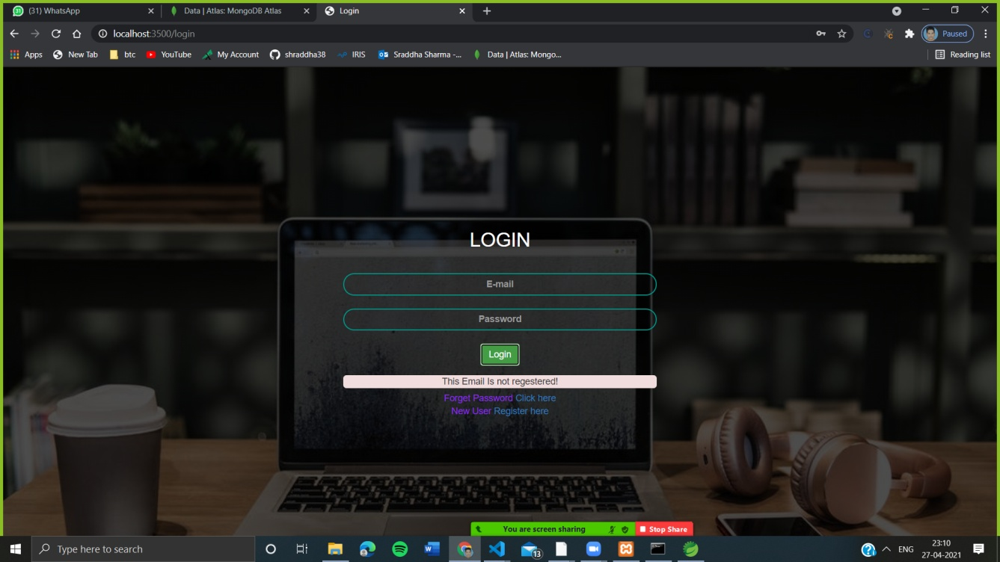 (31) WhatsApp
Data | Atlas: MongoDB Atlas
Login
localhost:3500/login
Paused
Apps
New Tab
btc
YouTube
My Account
shraddha38
IRIS
Sraddha Sharma -...
Data | Atlas: Mongo...
Reading list
LOGIN
E-mail
Password
Login
This Email Is not regestered!
Forget Password Click here
New User Register here
You are screen sharing
Stop Share
Type here to search
13
ENG
23:10
27-04-2021